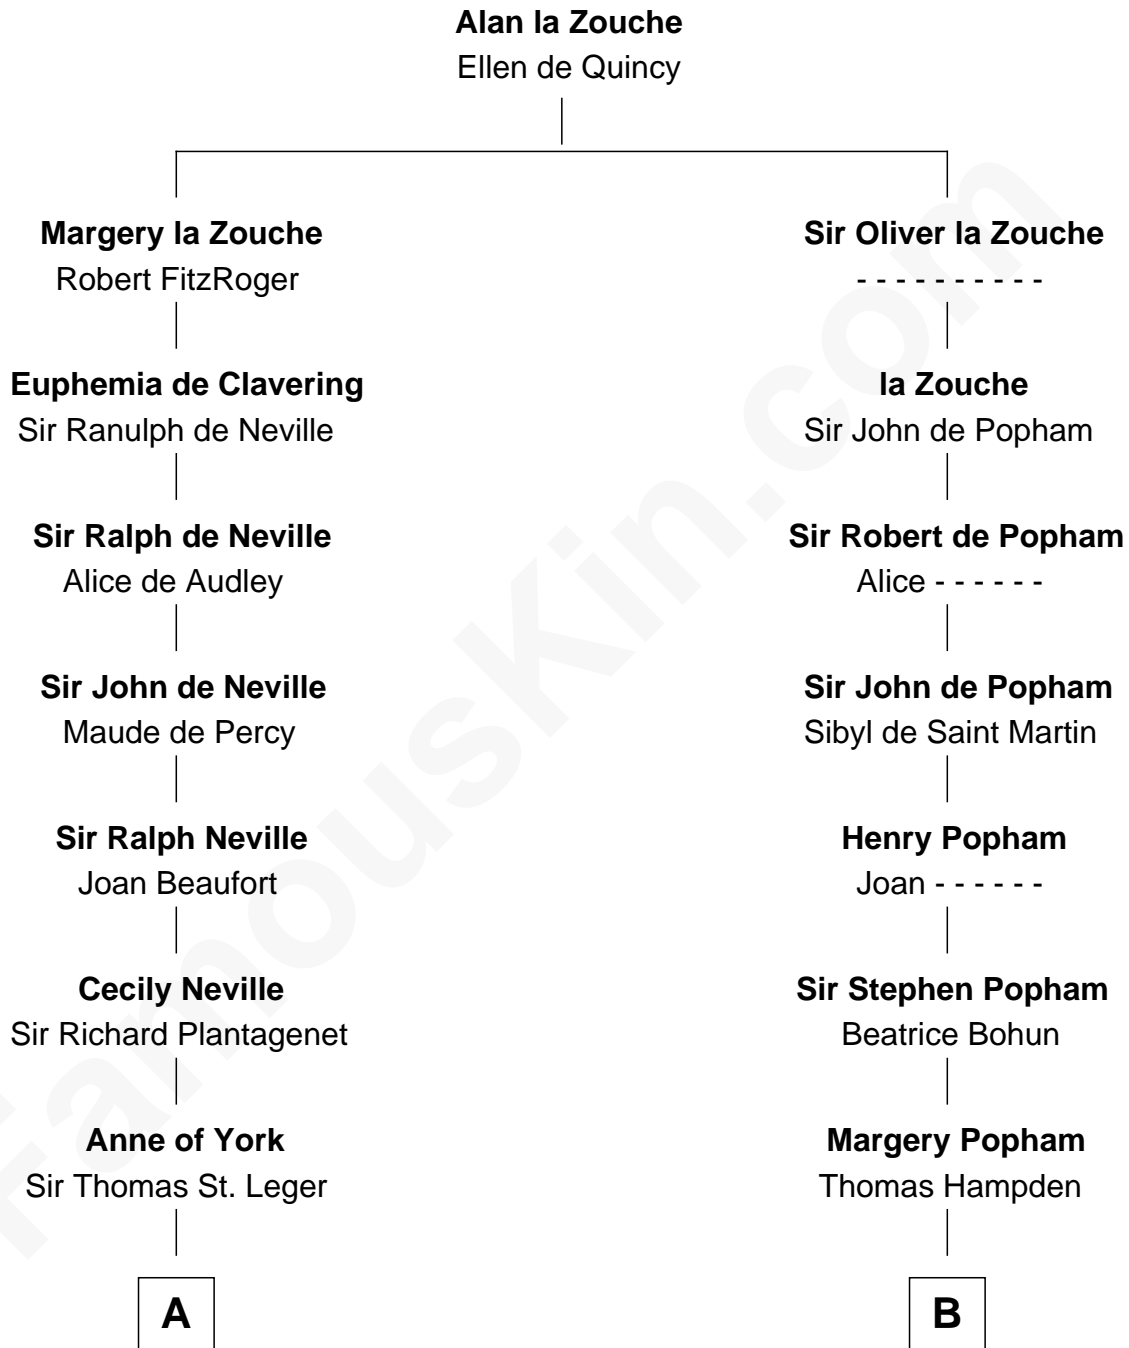 Alan la Zouche
Ellen de Quincy
Margery la Zouche
Robert FitzRoger
Sir Oliver la Zouche
- - - - - - - - - -
Euphemia de Clavering
Sir Ranulph de Neville
la Zouche
Sir John de Popham
Sir Ralph de Neville
Alice de Audley
Sir Robert de Popham
Alice - - - - - -
Sir John de Neville
Maude de Percy
Sir John de Popham
Sibyl de Saint Martin
Sir Ralph Neville
Joan Beaufort
Henry Popham
Joan - - - - - -
Cecily Neville
Sir Richard Plantagenet
Sir Stephen Popham
Beatrice Bohun
Anne of York
Sir Thomas St. Leger
Margery Popham
Thomas Hampden
A
B
FamousKin.com